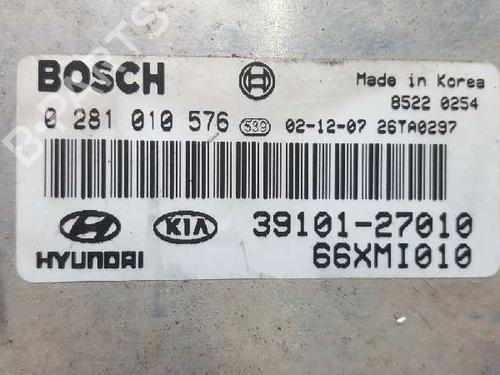 B-PARTS
BOSCH
Made in Korea
8522 0254
0 281 010 576 539 02-12-07 26TA0297
KIA 39101-27010
HYUNDAI 66XMI010